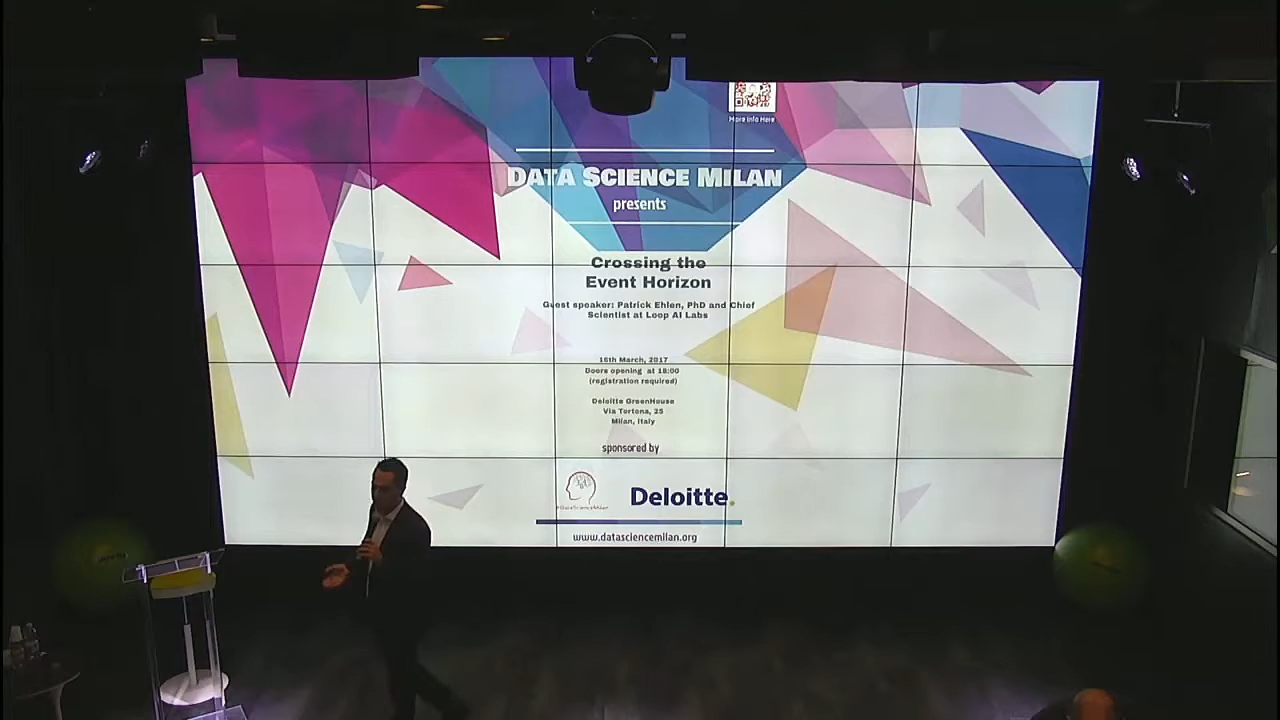 More Info Here
DATA SCIENCE MILAN
presents
Crossing the
Event Horizon
Guest speaker: Patrick Ehlen, PhD and Chief
Scientist at Loop AI Labs
16th March, 2017
Doors opening at 18:00
(registration required)
Deloitte GreenHouse
Via Tortona, 25
Milan, Italy
sponsored by
#DataScienceMilan
Deloitte.
www.datasciencemilan.org